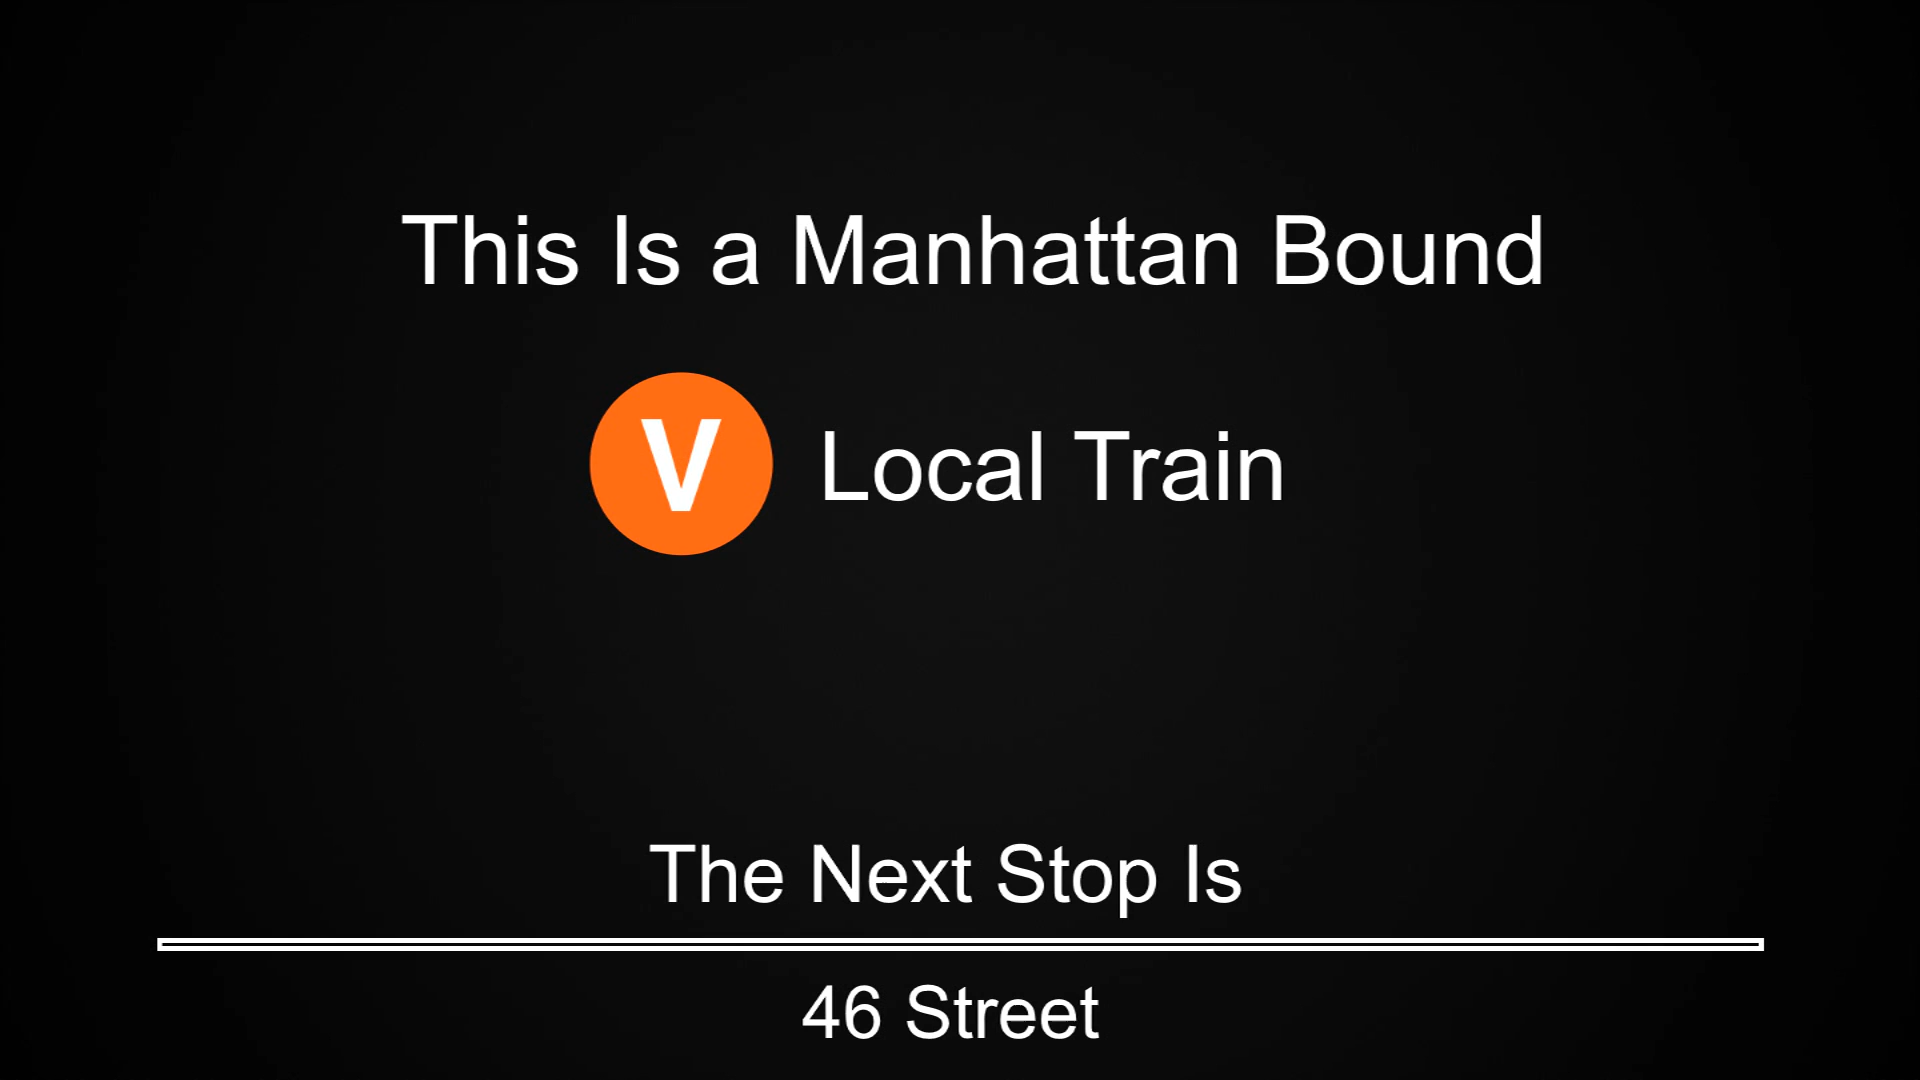 This Is a Manhattan Bound
V Local Train
The Next Stop Is
46 Street